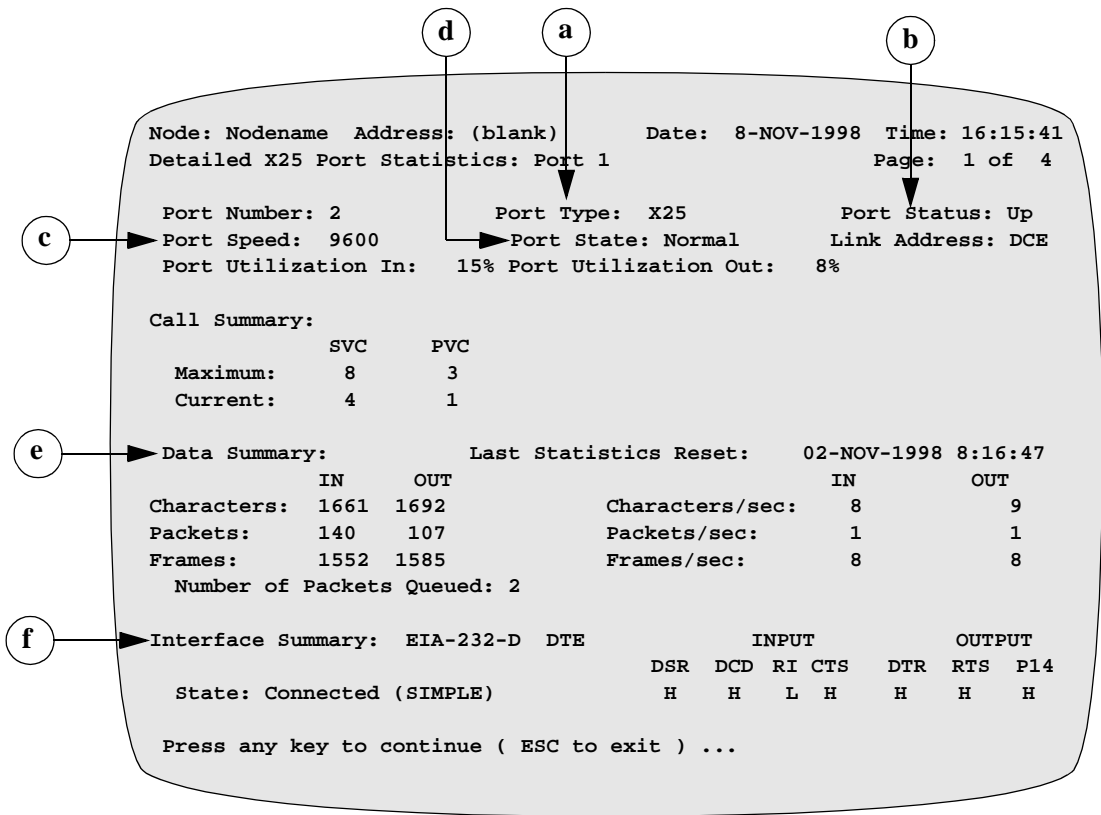 d a b
Node: Nodename Address: (blank) Date: 8-NOV-1998 Time: 16:15:41
Detailed X25 Port Statistics: Port 1 Page: 1 of 4
Port Number: 2 Port Type: X25 Port Status: Up
c Port Speed: 9600 Port State: Normal Link Address: DCE
Port Utilization In: 15% Port Utilization Out: 8%
Call Summary:
SVC PVC
Maximum: 8 3
Current: 4 1
e Data Summary: Last Statistics Reset: 02-NOV-1998 8:16:47
IN OUT IN OUT
Characters: 1661 1692 Characters/sec: 8 9
Packets: 140 107 Packets/sec: 1 1
Frames: 1552 1585 Frames/sec: 8 8
Number of Packets Queued: 2
f Interface Summary: EIA-232-D DTE INPUT OUTPUT
DSR DCD RI CTS DTR RTS P14
State: Connected (SIMPLE) H H L H H H H
Press any key to continue ( ESC to exit ) ...